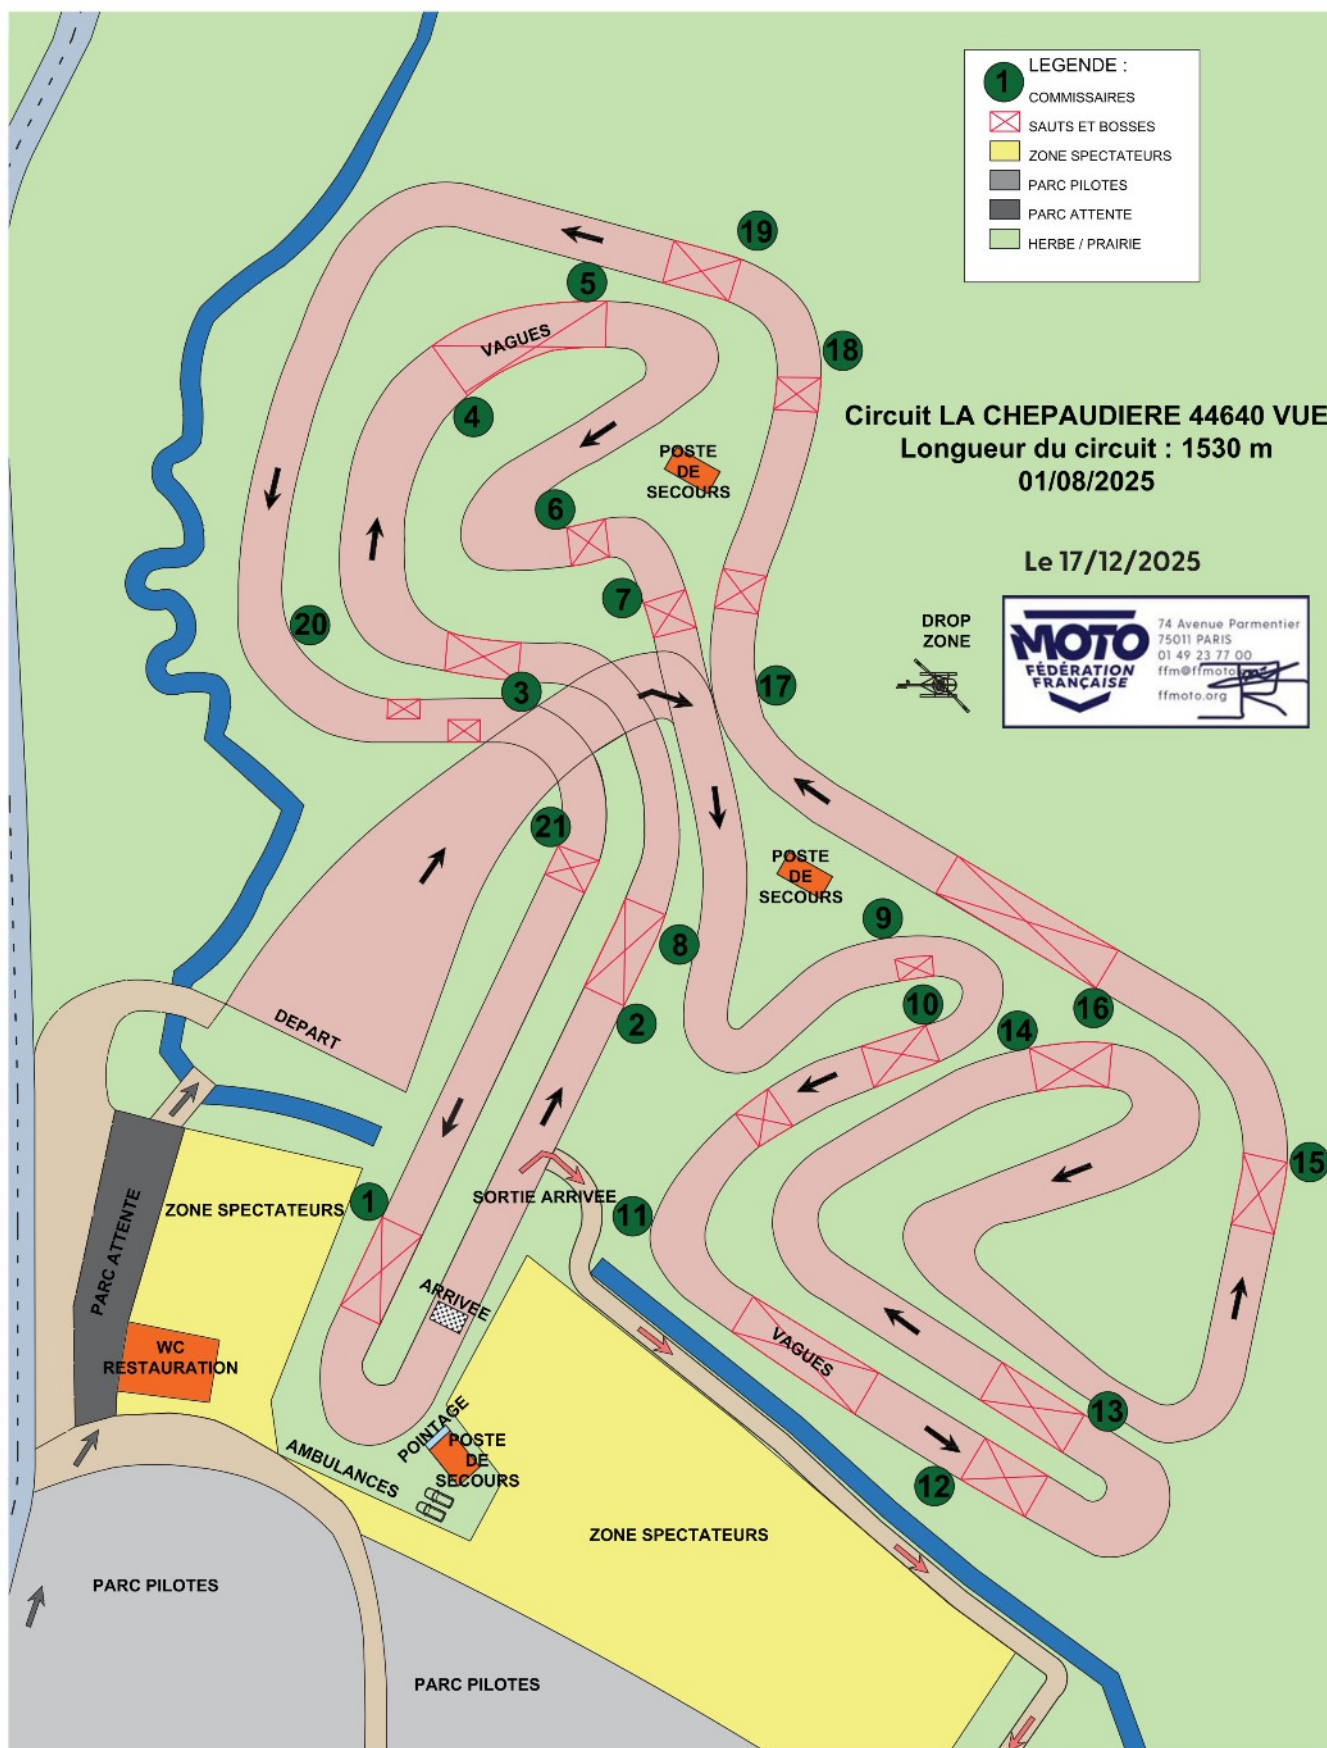 LEGENDE :
1
COMMISSAIRES
SAUTS ET BOSSES
ZONE SPECTATEURS
PARC PILOTES
PARC ATTENTE
HERBE / PRAIRIE
19
5
VAGUES
18
4
Circuit LA CHEPAUDIERE 44640 VUE
Longueur du circuit : 1530 m
01/08/2025
POSTE
DE
SECOURS
6
Le 17/12/2025
7
20
DROP
ZONE
MOTO
FÉDÉRATION
FRANÇAISE
74 Avenue Parmentier
75011 PARIS
01 49 23 77 00
ffmoto.org
17
3
21
POSTE
DE
SECOURS
9
8
10
16
2
14
DEPART
15
1
ZONE SPECTATEURS
SORTIE ARRIVEE
11
PARC ATTENTE
ARRIVEE
WC
RESTAURATION
VAGUES
13
POINTAGE
POSTE
DE
SECOURS
AMBULANCES
12
ZONE SPECTATEURS
PARC PILOTES
PARC PILOTES